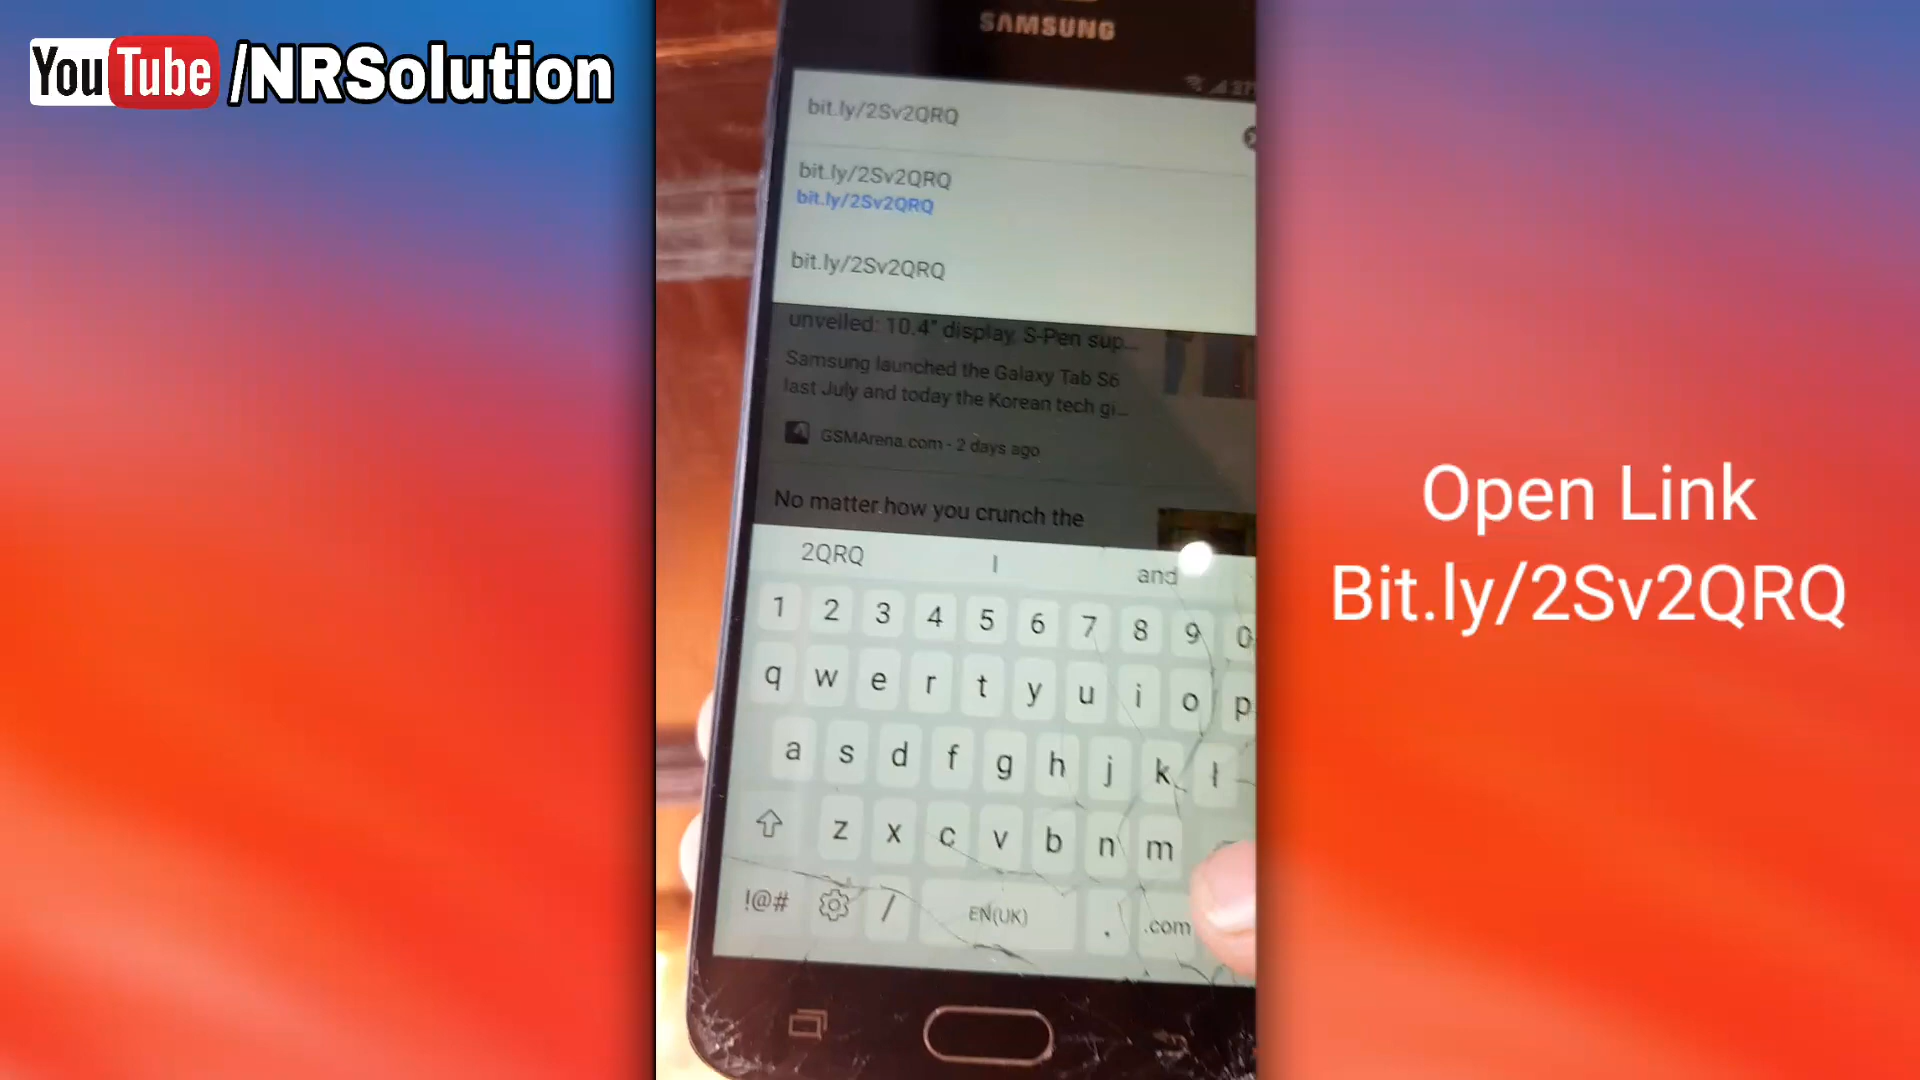 YouTube /NRSolution
SAMSUNG
bit.ly/2Sv2QRQ
bit.ly/2Sv2QRQ
bit.ly/2Sv2QRQ
bit.ly/2Sv2QRQ
unveiled: 10.4" display, S-Pen sup...
Samsung launched the Galaxy Tab S6
last July and today the Korean tech gi...
GSMArena.com - 2 days ago
No matter how you crunch the
2QRQ I and
1 2 3 4 5 6 7 8 9 0
q w e r t y u i o p
a s d f g h j k l
z x c v b n m
!@# / EN(UK) . .com
Open Link
Bit.ly/2Sv2QRQ